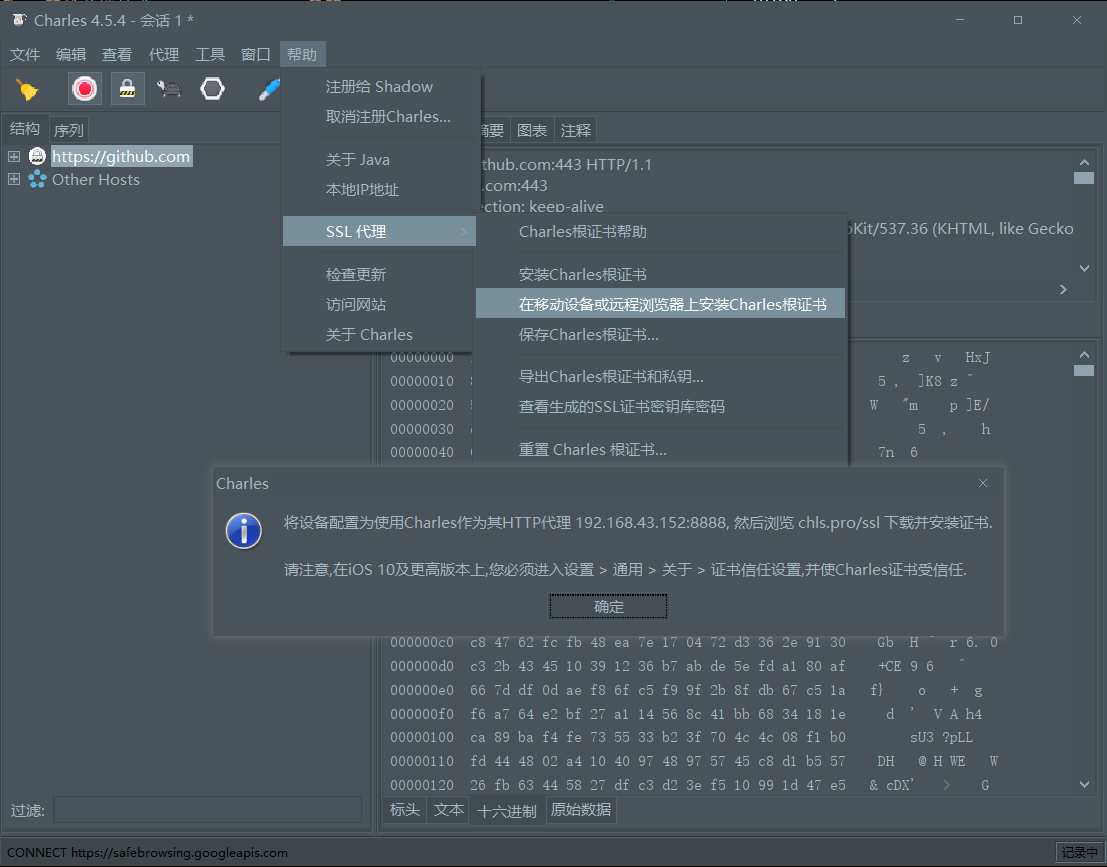 Charles 4.5.4 - 会话 1 *
文件 编辑 查看 代理 工具 窗口 帮助
注册给 Shadow
取消注册Charles...
关于 Java
本地IP地址
SSL 代理
检查更新
访问网站
关于 Charles
Charles根证书帮助
安装Charles根证书
在移动设备或远程浏览器上安装Charles根证书
保存Charles根证书...
导出Charles根证书和私钥...
查看生成的SSL证书密钥库密码
重置 Charles 根证书...
结构 序列
https://github.com
Other Hosts
摘要 图表 注释
thub.com:443 HTTP/1.1
.com:443
ection: keep-alive
Kit/537.36 (KHTML, like Gecko
00000000 z v HxJ
00000010 5 , ]K8 z ^
00000020 W "m p ]E/
00000030 5 , h
00000040 7n 6
Charles
将设备配置为使用Charles作为其HTTP代理 192.168.43.152:8888, 然后浏览 chls.pro/ssl 下载并安装证书.
请注意,在iOS 10及更高版本上,您必须进入设置 > 通用 > 关于 > 证书信任设置,并使Charles证书受信任.
确定
000000c0 c8 47 62 fc fb 48 ea 7e 17 04 72 d3 36 2e 91 30 Gb H ~ r 6. 0
000000d0 c3 2b 43 45 10 39 12 36 b7 ab de 5e fd a1 80 af +CE 9 6 ^
000000e0 66 7d df 0d ae f8 6f c5 f9 9f 2b 8f db 67 c5 1a f} o + g
000000f0 f6 a7 64 e2 bf 27 a1 14 56 8c 41 bb 68 34 18 1e d ' V A h4
00000100 ca 89 ba f4 fe 73 55 33 b2 3f 70 4c 4c 08 f1 b0 sU3 ?pLL
00000110 fd 44 48 02 a4 10 40 97 48 97 57 45 c8 d1 b5 57 DH @ H WE W
00000120 26 fb 63 44 58 27 df c3 d2 3e f5 10 99 1d 47 e5 & cDX' > G
过滤:
标头 文本 十六进制 原始数据
CONNECT https://safebrowsing.googleapis.com 记录中